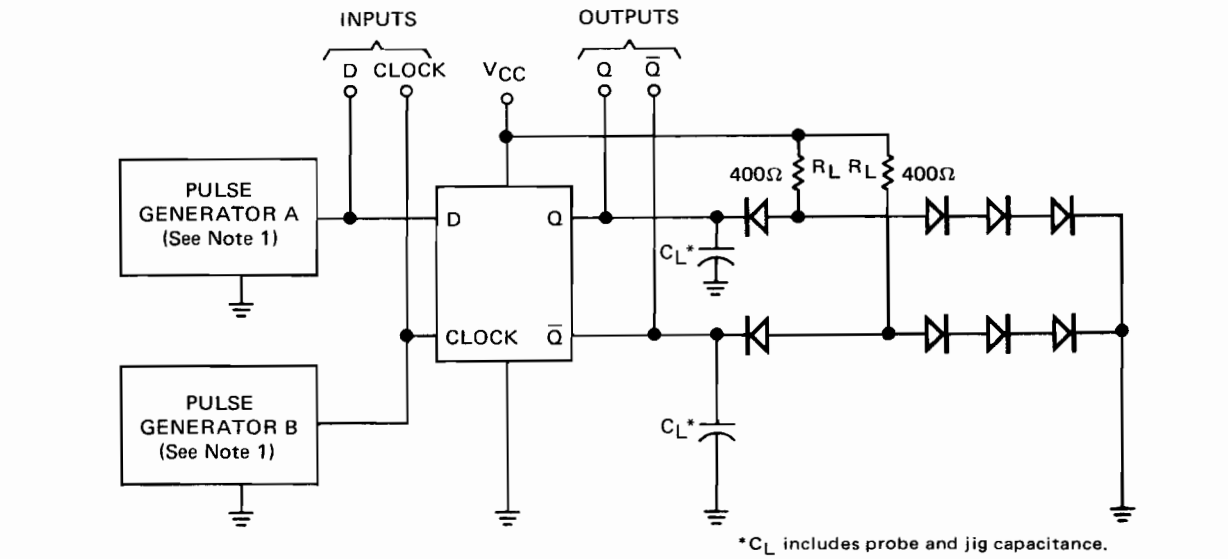 INPUTS
OUTPUTS
D CLOCK
VCC
Q Q̅
PULSE
GENERATOR A
(See Note 1)
400Ω
RL RL
400Ω
D
Q
CL*
CLOCK
Q̅
PULSE
GENERATOR B
(See Note 1)
CL*
*CL includes probe and jig capacitance.